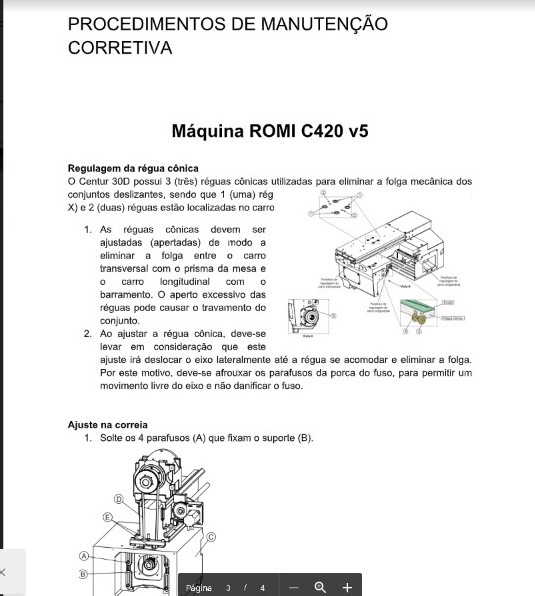 PROCEDIMENTOS DE MANUTENÇÃO
CORRETIVA
Máquina ROMI C420 v5
Regulagem da régua cônica
O Centur 30D possui 3 (três) réguas cônicas utilizadas para eliminar a folga mecânica dos
conjuntos deslizantes, sendo que 1 (uma) rég
X) e 2 (duas) réguas estão localizadas no carro
1. As réguas cônicas devem ser
ajustadas (apertadas) de modo a
eliminar a folga entre o carro
transversal com o prisma da mesa e
o carro longitudinal com o
barramento. O aperto excessivo das
réguas pode causar o travamento do
conjunto.
2. Ao ajustar a régua cônica, deve-se
levar em consideração que este
ajuste irá deslocar o eixo lateralmente até a régua se acomodar e eliminar a folga.
Por este motivo, deve-se afrouxar os parafusos da porca do fuso, para permitir um
movimento livre do eixo e não danificar o fuso.
Ajuste na correia
1. Solte os 4 parafusos (A) que fixam o suporte (B).
D
E
C
A
B
Página 3 / 4